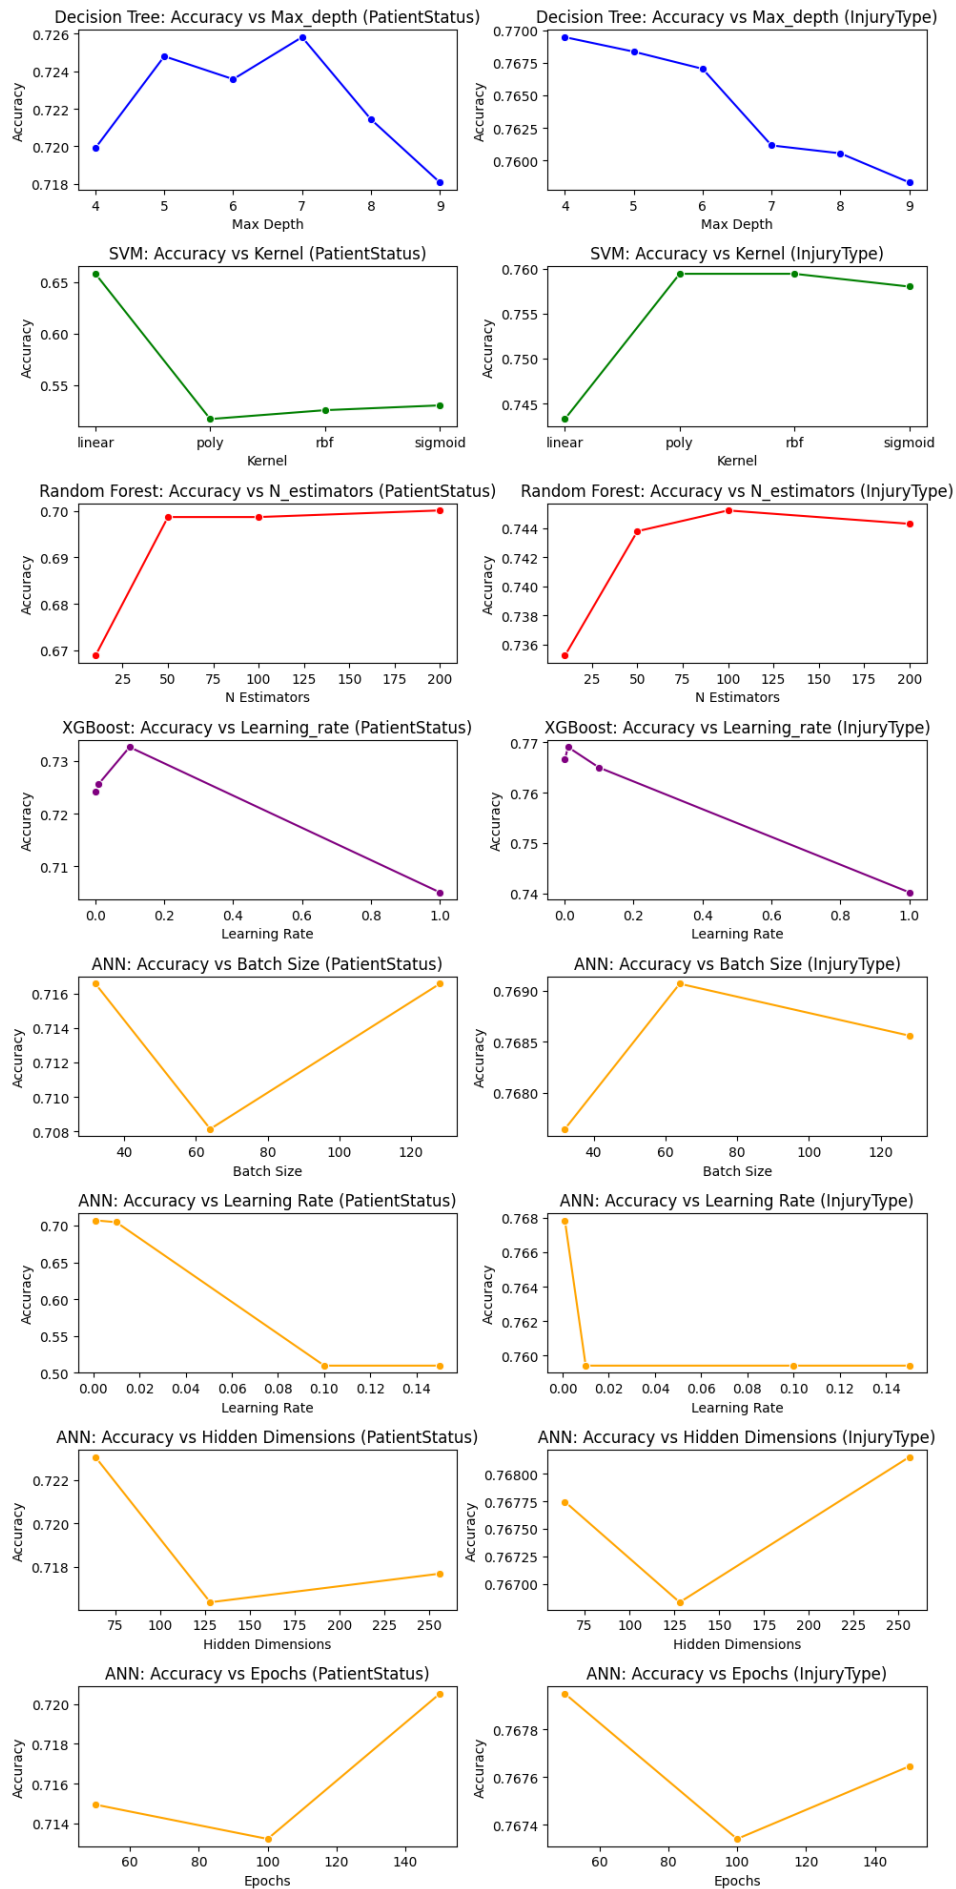 Decision Tree: Accuracy vs Max_depth (PatientStatus)
0.726
0.724
0.722
0.720
0.718
Accuracy
4 5 6 7 8 9
Max Depth
Decision Tree: Accuracy vs Max_depth (InjuryType)
0.7700
0.7675
0.7650
0.7625
0.7600
Accuracy
4 5 6 7 8 9
Max Depth
SVM: Accuracy vs Kernel (PatientStatus)
0.65
0.60
0.55
Accuracy
linear poly rbf sigmoid
Kernel
SVM: Accuracy vs Kernel (InjuryType)
0.760
0.755
0.750
0.745
Accuracy
linear poly rbf sigmoid
Kernel
Random Forest: Accuracy vs N_estimators (PatientStatus)
0.70
0.69
0.68
0.67
Accuracy
25 50 75 100 125 150 175 200
N Estimators
Random Forest: Accuracy vs N_estimators (InjuryType)
0.744
0.742
0.740
0.738
0.736
Accuracy
25 50 75 100 125 150 175 200
N Estimators
XGBoost: Accuracy vs Learning_rate (PatientStatus)
0.73
0.72
0.71
Accuracy
0.0 0.2 0.4 0.6 0.8 1.0
Learning Rate
XGBoost: Accuracy vs Learning_rate (InjuryType)
0.77
0.76
0.75
0.74
Accuracy
0.0 0.2 0.4 0.6 0.8 1.0
Learning Rate
ANN: Accuracy vs Batch Size (PatientStatus)
0.716
0.714
0.712
0.710
0.708
Accuracy
40 60 80 100 120
Batch Size
ANN: Accuracy vs Batch Size (InjuryType)
0.7690
0.7685
0.7680
Accuracy
40 60 80 100 120
Batch Size
ANN: Accuracy vs Learning Rate (PatientStatus)
0.70
0.65
0.60
0.55
0.50
Accuracy
0.00 0.02 0.04 0.06 0.08 0.10 0.12 0.14
Learning Rate
ANN: Accuracy vs Learning Rate (InjuryType)
0.768
0.766
0.764
0.762
0.760
Accuracy
0.00 0.02 0.04 0.06 0.08 0.10 0.12 0.14
Learning Rate
ANN: Accuracy vs Hidden Dimensions (PatientStatus)
0.722
0.720
0.718
Accuracy
75 100 125 150 175 200 225 250
Hidden Dimensions
ANN: Accuracy vs Hidden Dimensions (InjuryType)
0.76800
0.76775
0.76750
0.76725
0.76700
Accuracy
75 100 125 150 175 200 225 250
Hidden Dimensions
ANN: Accuracy vs Epochs (PatientStatus)
0.720
0.718
0.716
0.714
Accuracy
60 80 100 120 140
Epochs
ANN: Accuracy vs Epochs (InjuryType)
0.7678
0.7676
0.7674
Accuracy
60 80 100 120 140
Epochs